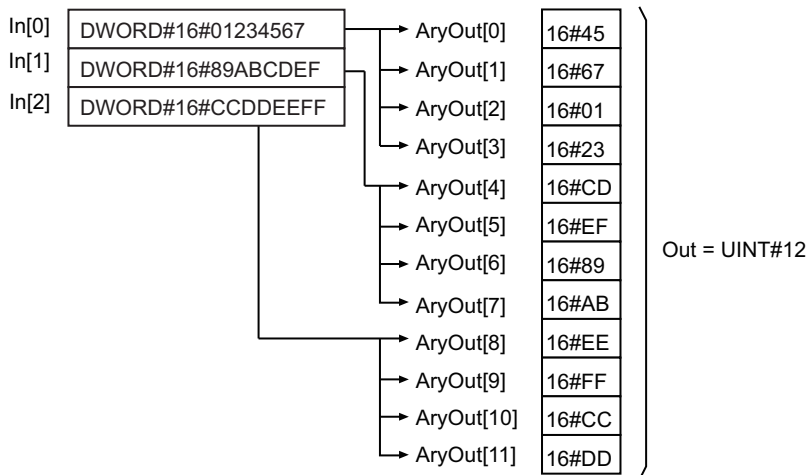 In[0] DWORD#16#01234567 AryOut[0] 16#45
In[1] DWORD#16#89ABCDEF AryOut[1] 16#67
In[2] DWORD#16#CCDDEEFF AryOut[2] 16#01
AryOut[3] 16#23
AryOut[4] 16#CD
AryOut[5] 16#EF
AryOut[6] 16#89
AryOut[7] 16#AB
AryOut[8] 16#EE
AryOut[9] 16#FF
AryOut[10] 16#CC
AryOut[11] 16#DD
Out = UINT#12